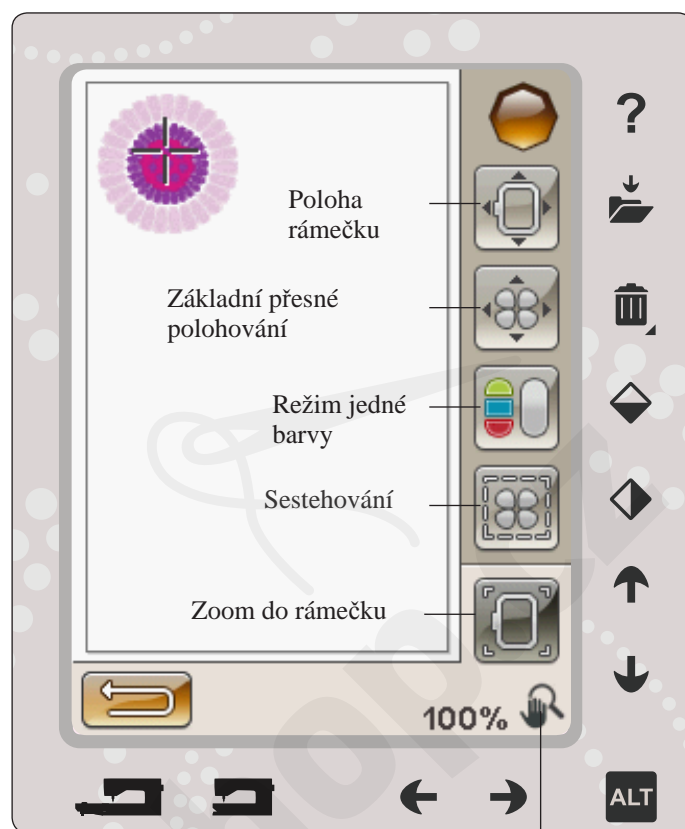 ?
Poloha
rámečku
Základní přesné
polohování
Režim jedné
barvy
Sestehování
Zoom do rámečku
100%
ALT